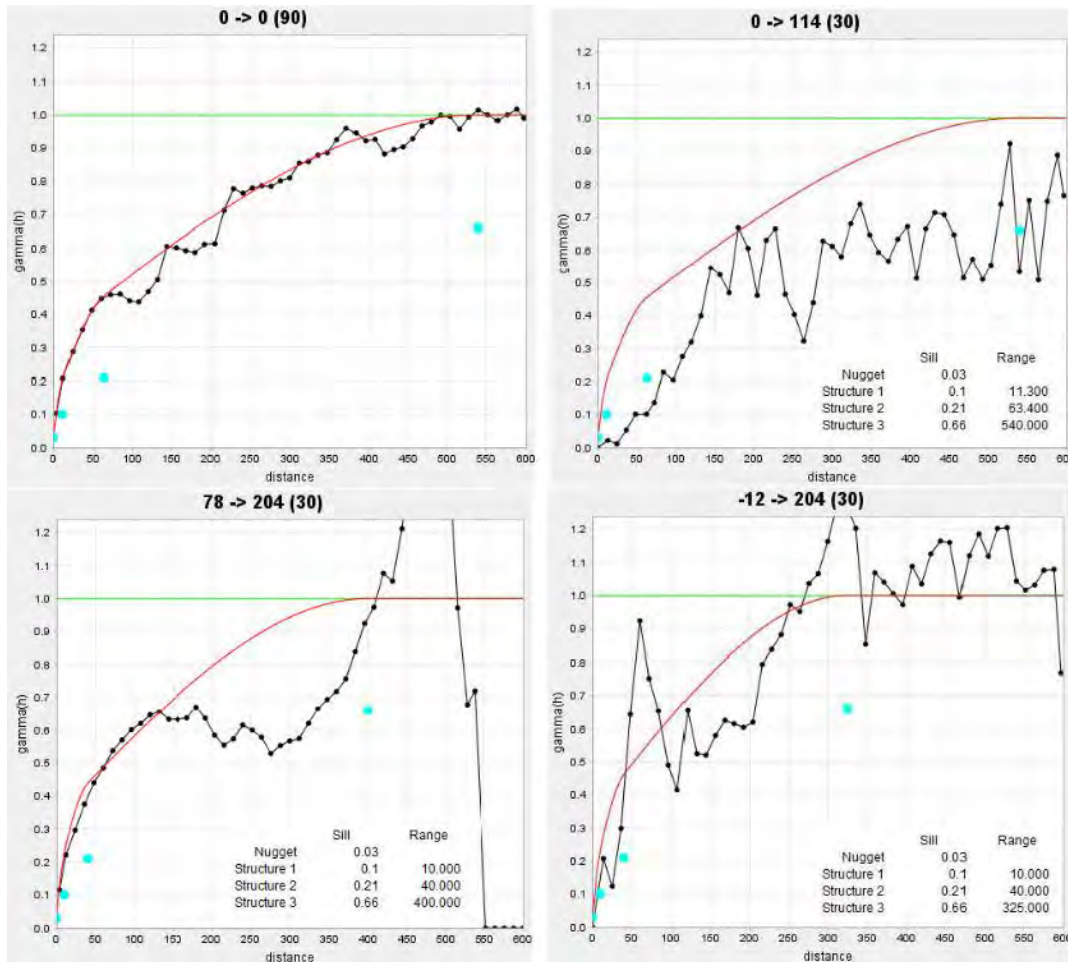 0 -> 0 (90)
1.2
1.1
1.0
0.9
0.8
0.7
0.6
0.5
0.4
0.3
0.2
0.1
0.0
gamma(h)
0 50 100 150 200 250 300 350 400 450 500 550 600
distance
0 -> 114 (30)
1.2
1.1
1.0
0.9
0.8
0.7
0.6
0.5
0.4
0.3
0.2
0.1
0.0
gamma(h)
Sill Range
Nugget 0.03
Structure 1 0.1 11.300
Structure 2 0.21 63.400
Structure 3 0.66 540.000
0 50 100 150 200 250 300 350 400 450 500 550 600
distance
78 -> 204 (30)
1.2
1.1
1.0
0.9
0.8
0.7
0.6
0.5
0.4
0.3
0.2
0.1
0.0
gamma(h)
Sill Range
Nugget 0.03
Structure 1 0.1 10.000
Structure 2 0.21 40.000
Structure 3 0.66 400.000
0 50 100 150 200 250 300 350 400 450 500 550 600
distance
-12 -> 204 (30)
1.2
1.1
1.0
0.9
0.8
0.7
0.6
0.5
0.4
0.3
0.2
0.1
0.0
gamma(h)
Sill Range
Nugget 0.03
Structure 1 0.1 10.000
Structure 2 0.21 40.000
Structure 3 0.66 325.000
0 50 100 150 200 250 300 350 400 450 500 550 600
distance